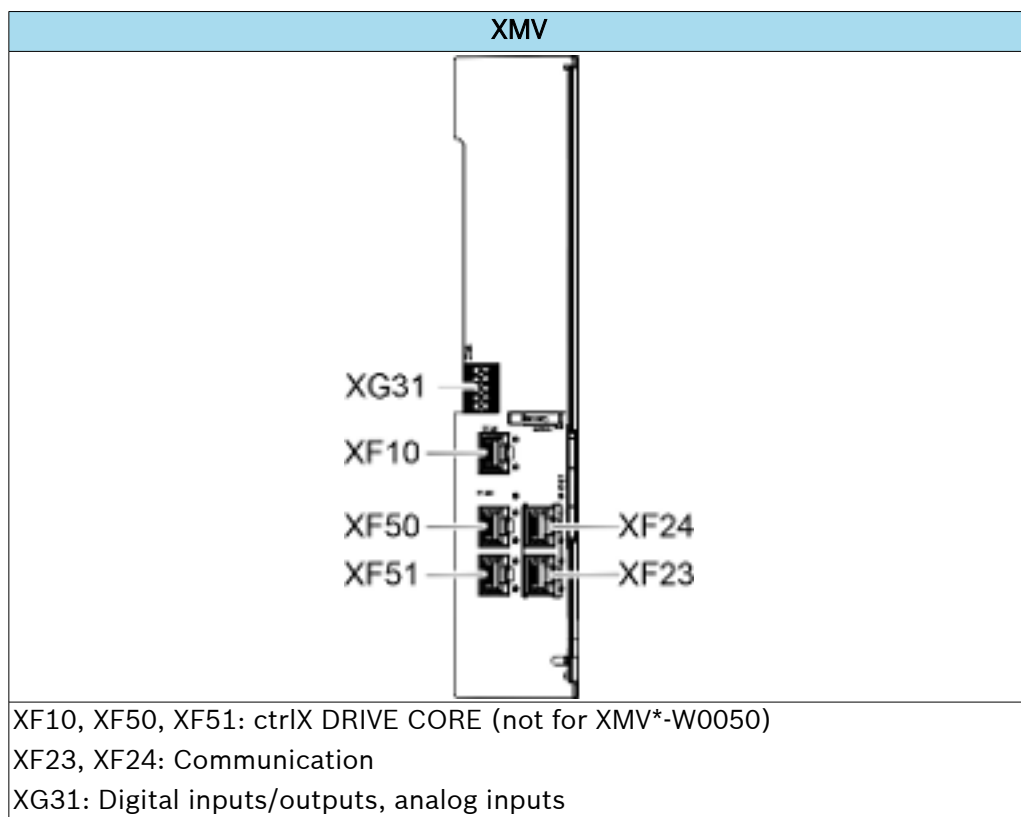 XMV
XG31
XF10
XF50
XF24
XF51
XF23
XF10, XF50, XF51: ctrlX DRIVE CORE (not for XMV*-W0050)
XF23, XF24: Communication
XG31: Digital inputs/outputs, analog inputs